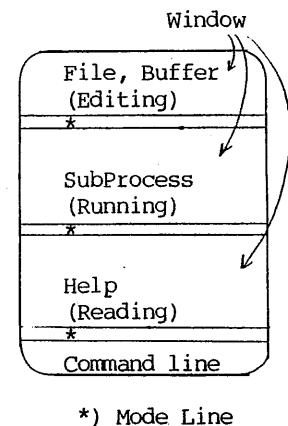 Window
File, Buffer
(Editing)
*
SubProcess
(Running)
*
Help
(Reading)
*
Command line
*) Mode Line